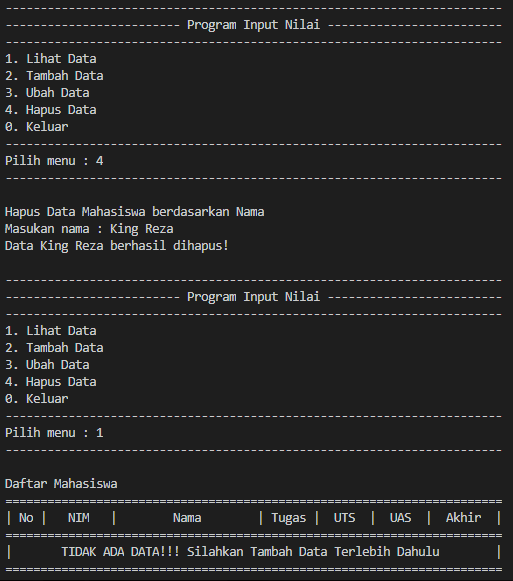 -----------------------------------------------------------------------
------------------------- Program Input Nilai -------------------------
-----------------------------------------------------------------------
1. Lihat Data
2. Tambah Data
3. Ubah Data
4. Hapus Data
0. Keluar
-----------------------------------------------------------------------
Pilih menu : 4
-----------------------------------------------------------------------
Hapus Data Mahasiswa berdasarkan Nama
Masukan nama : King Reza
Data King Reza berhasil dihapus!
-----------------------------------------------------------------------
------------------------- Program Input Nilai -------------------------
-----------------------------------------------------------------------
1. Lihat Data
2. Tambah Data
3. Ubah Data
4. Hapus Data
0. Keluar
-----------------------------------------------------------------------
Pilih menu : 1
-----------------------------------------------------------------------
Daftar Mahasiswa
=======================================================================
| No |   NIM   |        Nama        | Tugas |  UTS  |  UAS  |  Akhir  |
=======================================================================
|       TIDAK ADA DATA!!! Silahkan Tambah Data Terlebih Dahulu        |
=======================================================================